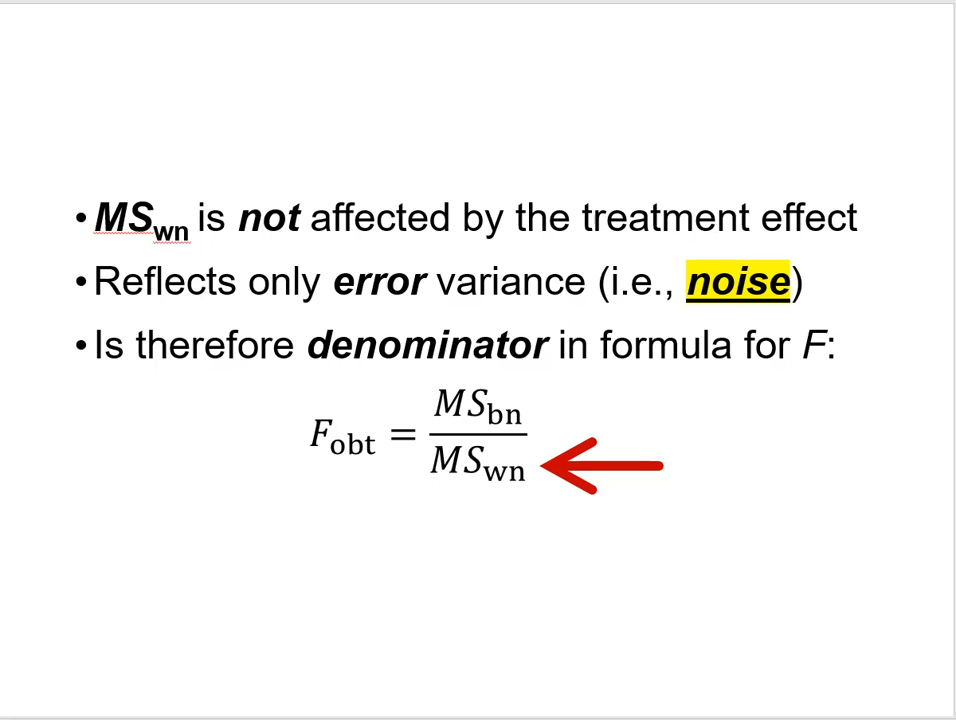 • MSwn is not affected by the treatment effect
• Reflects only error variance (i.e., noise)
• Is therefore denominator in formula for F:
Fobt = MSbn / MSwn